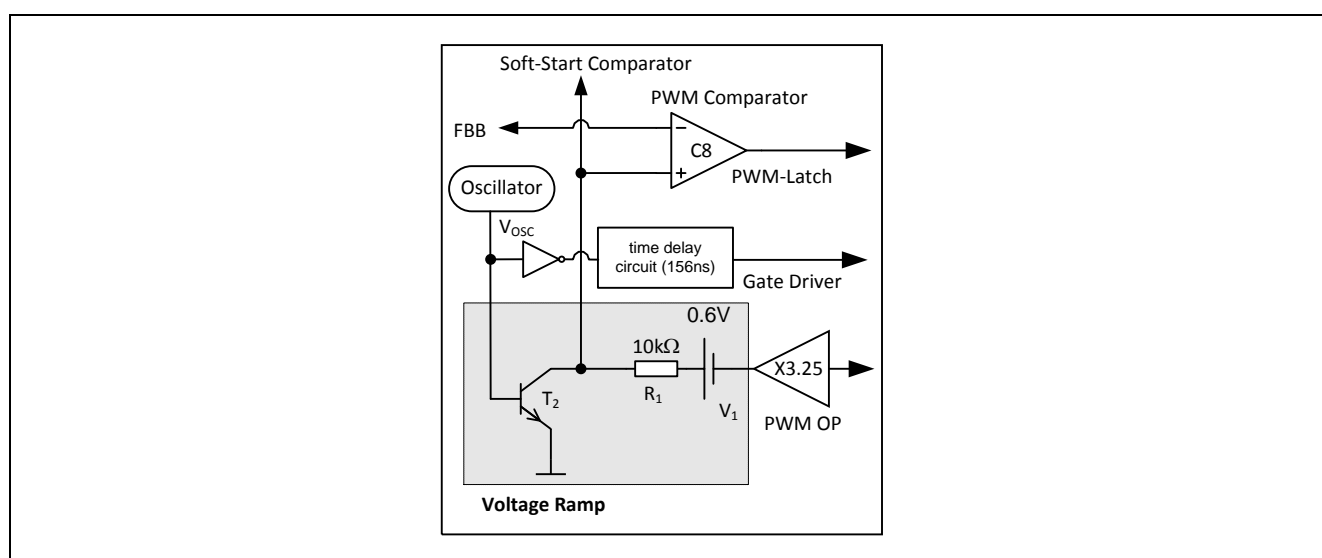 Soft-Start Comparator
PWM Comparator
FBB
−
C8
+
PWM-Latch
Oscillator
VOSC
time delay
circuit (156ns)
Gate Driver
0.6V
10kΩ
X3.25
R1
T2
V1
PWM OP
Voltage Ramp